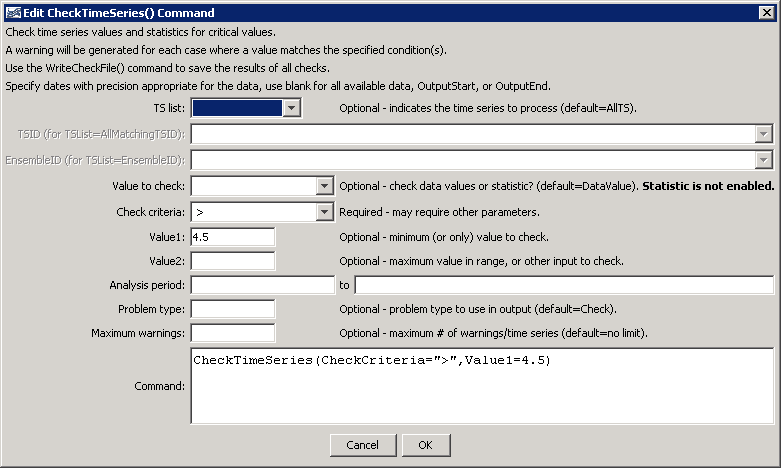 Edit CheckTimeSeries() Command
Check time series values and statistics for critical values.
A warning will be generated for each case where a value matches the specified condition(s).
Use the WriteCheckFile() command to save the results of all checks.
Specify dates with precision appropriate for the data, use blank for all available data, OutputStart, or OutputEnd.
TS list: Optional - indicates the time series to process (default=AllTS).
TSID (for TSList=AllMatchingTSID):
EnsembleID (for TSList=EnsembleID):
Value to check: Optional - check data values or statistic? (default=DataValue). Statistic is not enabled.
Check criteria: > Required - may require other parameters.
Value1: 4.5 Optional - minimum (or only) value to check.
Value2: Optional - maximum value in range, or other input to check.
Analysis period: to
Problem type: Optional - problem type to use in output (default=Check).
Maximum warnings: Optional - maximum # of warnings/time series (default=no limit).
Command: CheckTimeSeries(CheckCriteria=">",Value1=4.5)
Cancel OK